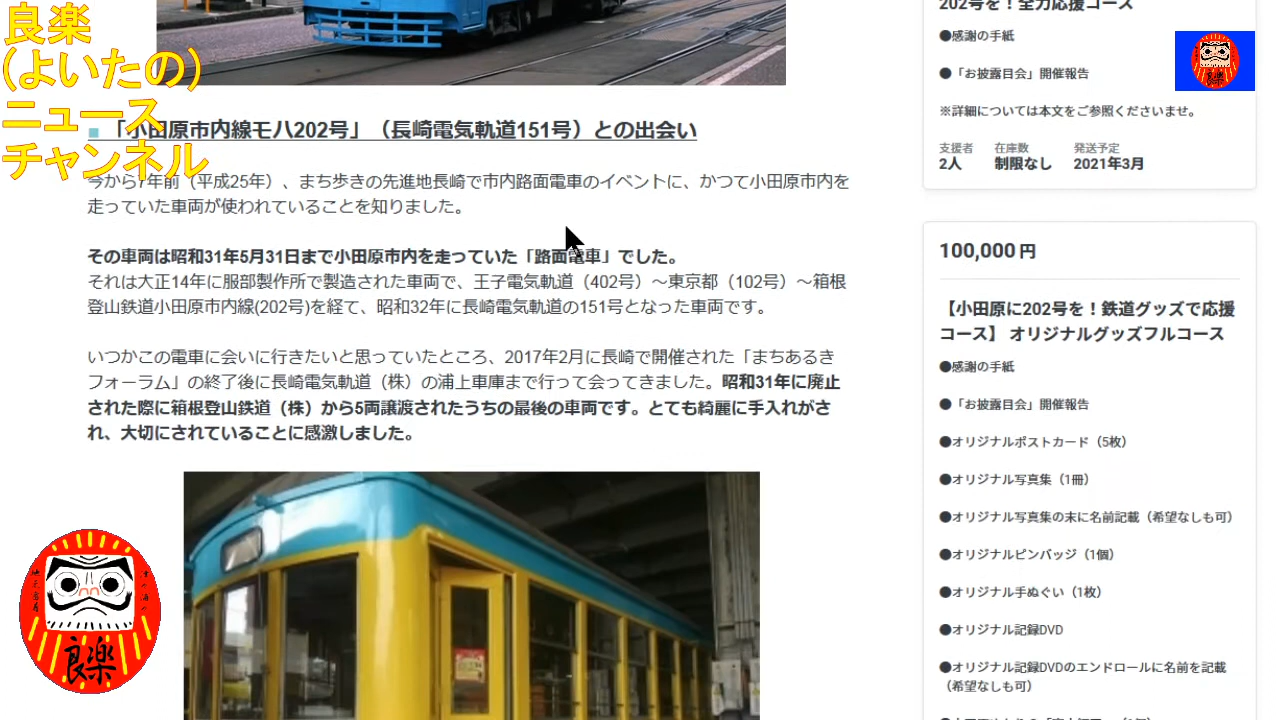 良楽
(よいたの)
ニュース
チャンネル
■ 「小田原市内線モハ202号」（長崎電気軌道151号）との出会い
今から7年前（平成25年）、まち歩きの先進地長崎で市内路面電車のイベントに、かつて小田原市内を
走っていた車両が使われていることを知りました。
その車両は昭和31年5月31日まで小田原市内を走っていた「路面電車」でした。
それは大正14年に服部製作所で製造された車両で、王子電気軌道（402号）～東京都（102号）～箱根
登山鉄道小田原市内線(202号)を経て、昭和32年に長崎電気軌道の151号となった車両です。
いつかこの電車に会いに行きたいと思っていたところ、2017年2月に長崎で開催された「まちあるき
フォーラム」の終了後に長崎電気軌道（株）の浦上車庫まで行って会ってきました。昭和31年に廃止
された際に箱根登山鉄道（株）から5両譲渡されたうちの最後の車両です。とても綺麗に手入れがさ
れ、大切にされていることに感激しました。
良楽
202号を！全力応援コース
●感謝の手紙
●「お披露目会」開催報告
※詳細については本文をご参照くださいませ。
支援者 在庫数 発送予定
2人 制限なし 2021年3月
100,000 円
【小田原に202号を！鉄道グッズで応援
コース】 オリジナルグッズフルコース
●感謝の手紙
●「お披露目会」開催報告
●オリジナルポストカード（5枚）
●オリジナル写真集（1冊）
●オリジナル写真集の末に名前記載（希望なしも可）
●オリジナルピンバッジ（1個）
●オリジナル手ぬぐい（1枚）
●オリジナル記録DVD
●オリジナル記録DVDのエンドロールに名前を記載
（希望なしも可）
良楽